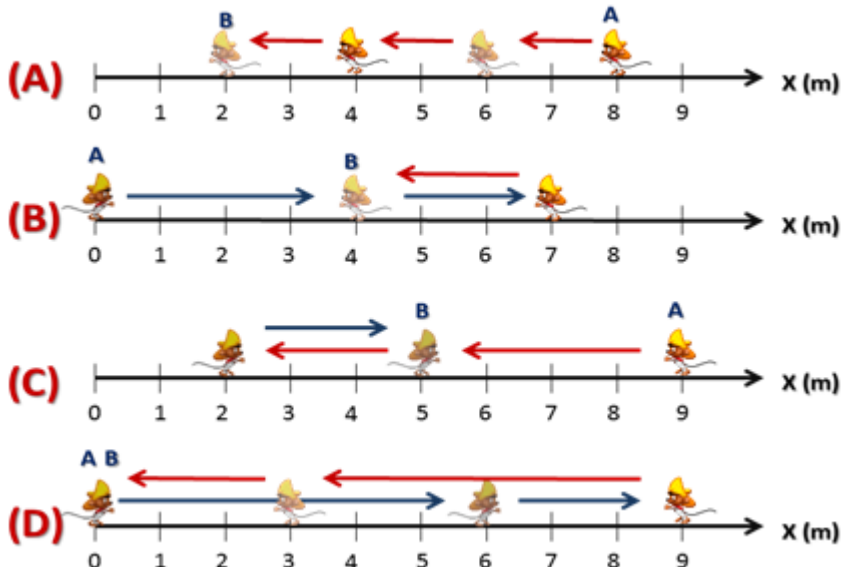 B A
(A) X (m)
0 1 2 3 4 5 6 7 8 9
A B
(B) X (m)
0 1 2 3 4 5 6 7 8 9
B A
(C) X (m)
0 1 2 3 4 5 6 7 8 9
A B
(D) X (m)
0 1 2 3 4 5 6 7 8 9